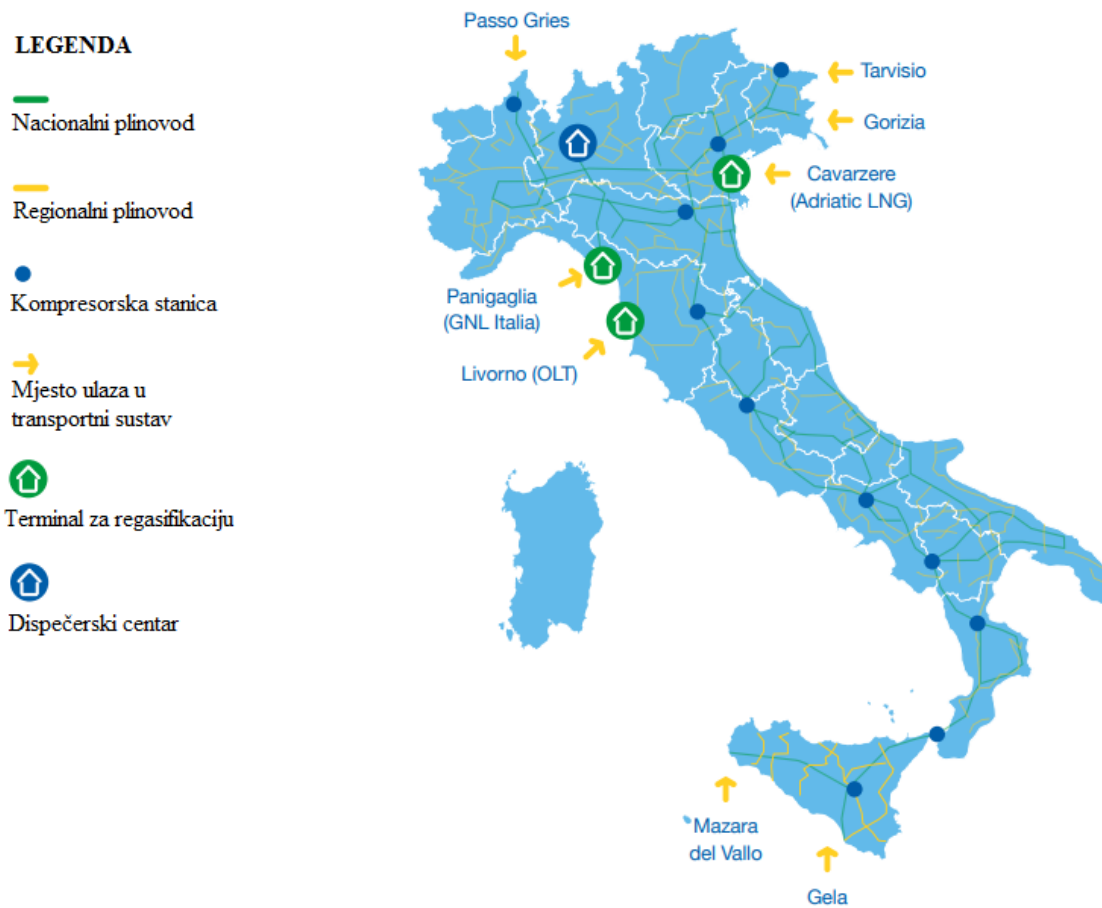 LEGENDA
Nacionalni plinovod
Regionalni plinovod
Kompresorska stanica
Mjesto ulaza u
transportni sustav
Terminal za regasifikaciju
Dispečerski centar
Passo Gries
Tarvisio
Gorizia
Cavarzere
(Adriatic LNG)
Panigaglia
(GNL Italia)
Livorno (OLT)
Mazara
del Vallo
Gela